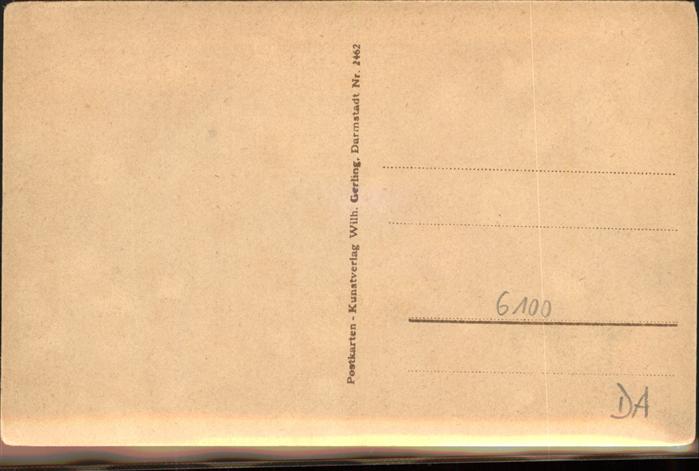 Postkarten - Kunstverlag Wilh. Gerling, Darmstadt Nr. 2462
6100
DA